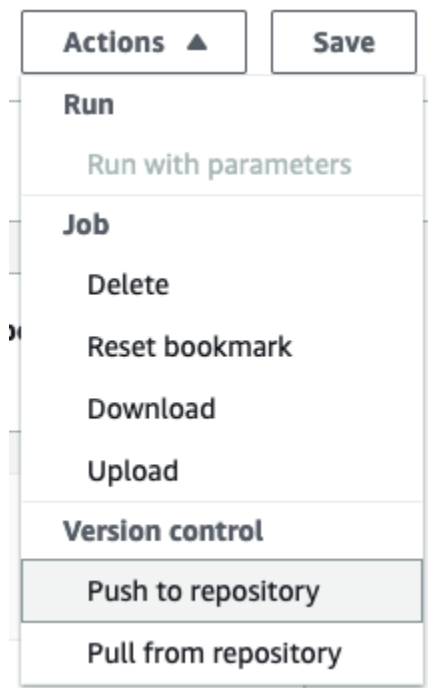 Actions ▲ Save
Run
Run with parameters
Job
Delete
Reset bookmark
Download
Upload
Version control
Push to repository
Pull from repository